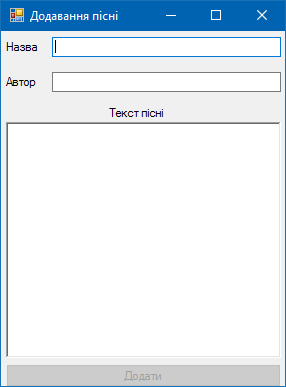 Додавання пісні
Назва
Автор
Текст пісні
Додати